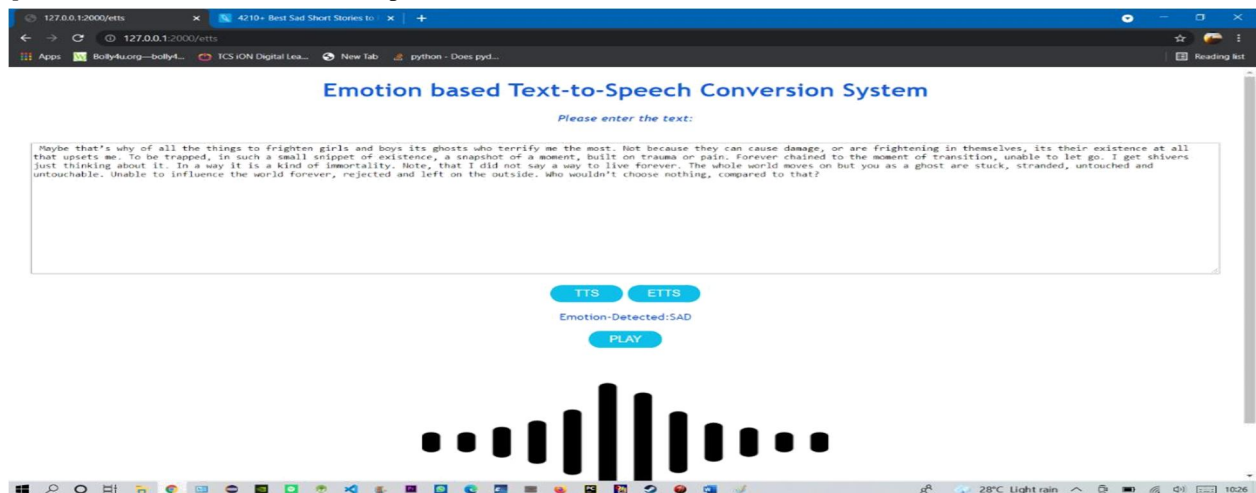 127.0.0.1:2000/etts
4210+ Best Sad Short Stories to
127.0.0.1:2000/etts
Apps
Bolly4u.org—bolly4...
TCS iON Digital Lea...
New Tab
python - Does pyd...
Reading list
Emotion based Text-to-Speech Conversion System
Please enter the text:
Maybe that's why of all the things to frighten girls and boys its ghosts who terrify me the most. Not because they can cause damage, or are frightening in themselves, its their existence at all
that upsets me. To be trapped, in such a small snippet of existence, a snapshot of a moment, built on trauma or pain. Forever chained to the moment of transition, unable to let go. I get shivers
just thinking about it. In a way it is a kind of immortality. Note, that I did not say a way to live forever. The whole world moves on but you as a ghost are stuck, stranded, untouched and
untouchable. Unable to influence the world forever, rejected and left on the outside. Who wouldn't choose nothing, compared to that?
TTS ETTS
Emotion-Detected:SAD
PLAY
28°C Light rain
10:26